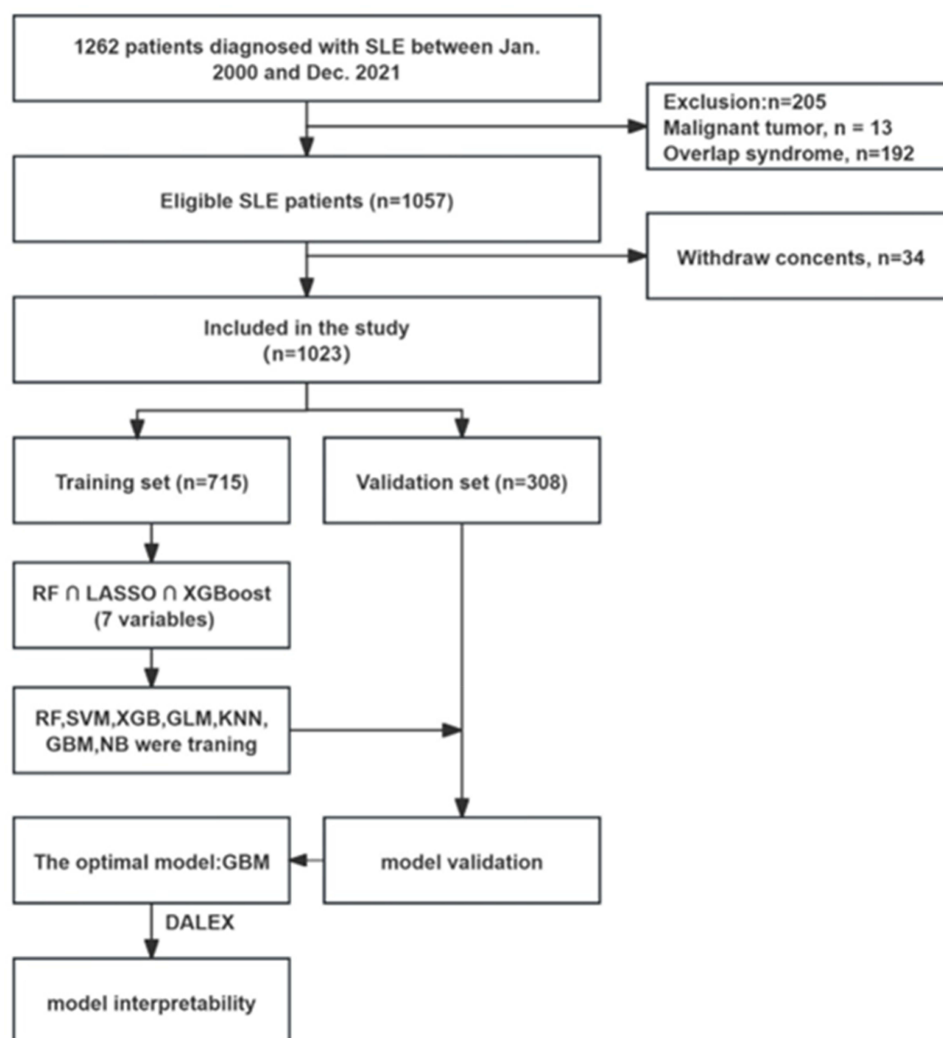 1262 patients diagnosed with SLE between Jan.
2000 and Dec. 2021
Exclusion:n=205
Malignant tumor, n = 13
Overlap syndrome, n=192
Eligible SLE patients (n=1057)
Withdraw concents, n=34
Included in the study
(n=1023)
Training set (n=715)
Validation set (n=308)
RF ∩ LASSO ∩ XGBoost
(7 variables)
RF,SVM,XGB,GLM,KNN,
GBM,NB were traning
The optimal model:GBM
model validation
DALEX
model interpretability